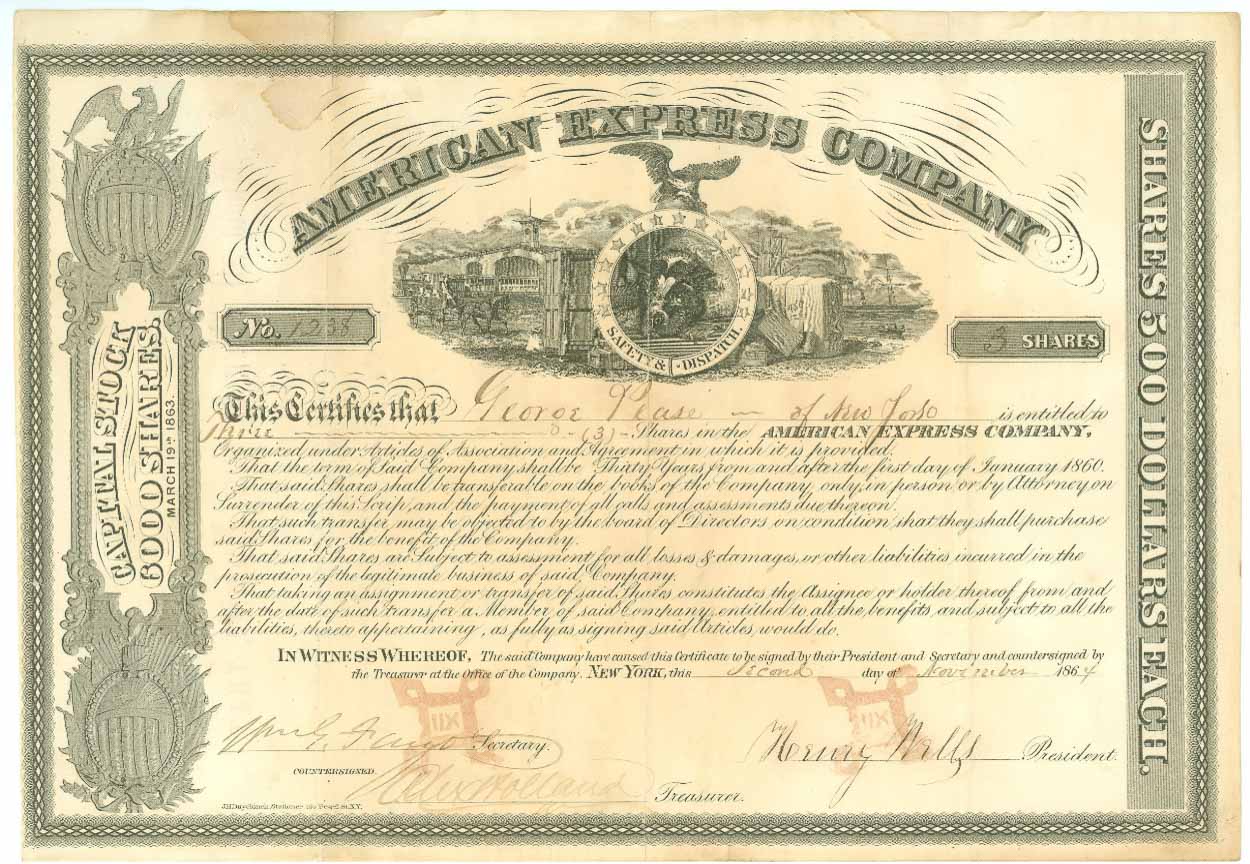 AMERICAN EXPRESS COMPANY
SAFETY & DISPATCH.
No. 1238
3 SHARES
CAPITAL STOCK
6000 SHARES.
MARCH 19TH 1863.
SHARES 500 DOLLARS EACH.
This Certifies that George Pease of New York is entitled to
Three (3) Shares in the AMERICAN EXPRESS COMPANY,
Organized under Articles of Association and Agreement in which it is provided.
That the term of Said Company shall be Thirty Years from and after the first day of January 1860.
That said Shares shall be transferable on the books of the Company only, in person or by Attorney, on
Surrender of this Scrip, and the payment of all calls and assessments due thereon.
That such transfer may be objected to by the board of Directors on condition, that they shall purchase
said Shares for the benefit of the Company.
That said Shares are Subject to assessment for all losses & damages, or other liabilities incurred in the
prosecution of the legitimate business of said Company.
That taking an assignment or transfer of said Shares constitutes the Assignee or holder thereof, from and
after the date of such transfer a Member of said Company, entitled to all the benefits, and subject to all the
liabilities, thereto appertaining, as fully as signing said Articles, would do.
IN WITNESS WHEREOF, The said Company have caused this Certificate to be signed by their President and Secretary and countersigned by
the Treasurer at the Office of the Company. NEW YORK, this Second day of November 1864
XII
XII
Wm G. Fargo Secretary.
Henry Wells President.
COUNTERSIGNED.
Alex Holland Treasurer.
Stationer Pearl St. N.Y.